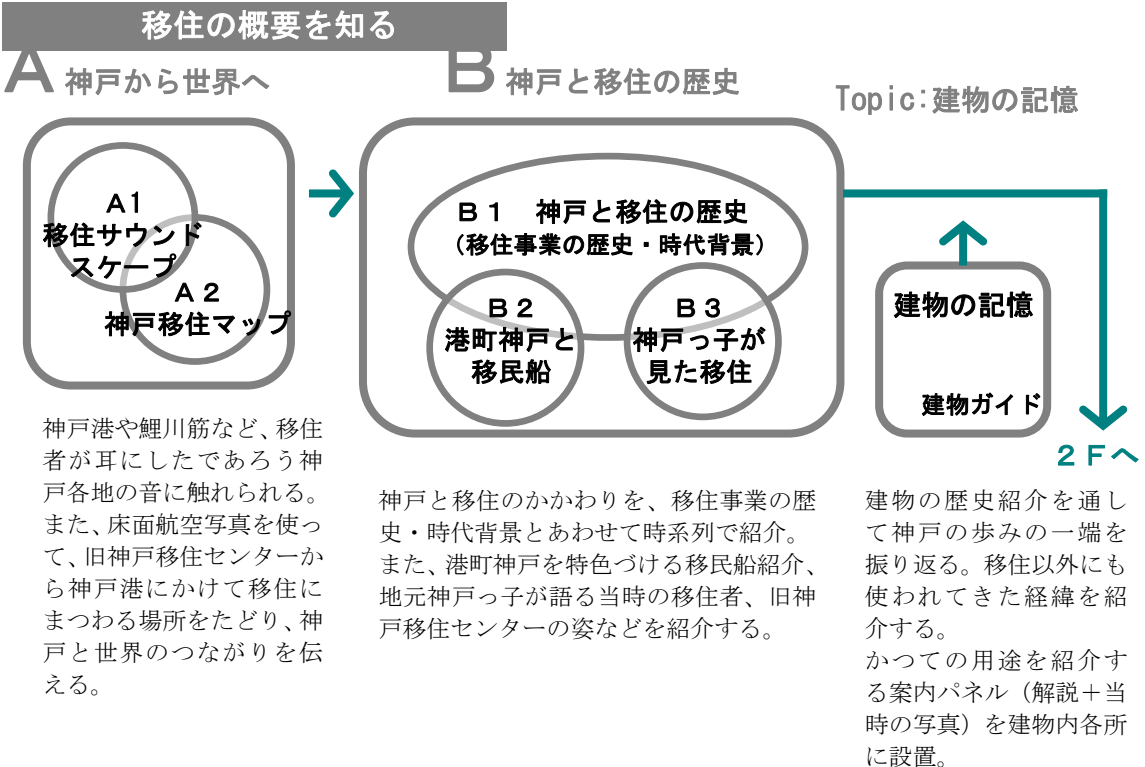 移住の概要を知る
A 神戸から世界へ
A1
移住サウンド
スケープ
A2
神戸移住マップ
神戸港や鯉川筋など、移住
者が耳にしたであろう神
戸各地の音に触れられる。
また、床面航空写真を使っ
て、旧神戸移住センターか
ら神戸港にかけて移住に
まつわる場所をたどり、神
戸と世界のつながりを伝
える。
B 神戸と移住の歴史
B1 神戸と移住の歴史
（移住事業の歴史・時代背景）
B2
港町神戸と
移民船
B3
神戸っ子が
見た移住
神戸と移住のかかわりを、移住事業の歴
史・時代背景とあわせて時系列で紹介。
また、港町神戸を特色づける移民船紹介、
地元神戸っ子が語る当時の移住者、旧神
戸移住センターの姿などを紹介する。
Topic:建物の記憶
建物の記憶
建物ガイド
2Fへ
建物の歴史紹介を通し
て神戸の歩みの一端を
振り返る。移住以外にも
使われてきた経緯を紹
介する。
かつての用途を紹介す
る案内パネル（解説＋当
時の写真）を建物内各所
に設置。